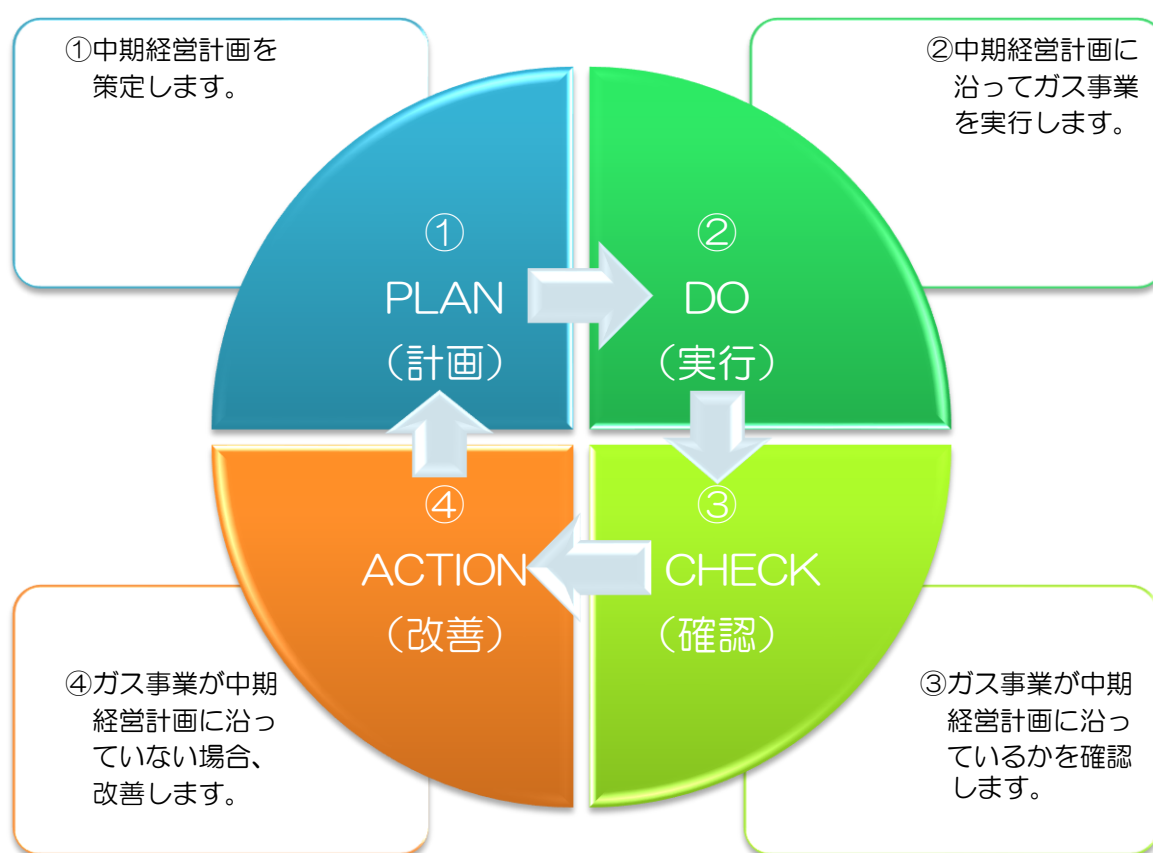 ①中期経営計画を
策定します。
②中期経営計画に
沿ってガス事業
を実行します。
①
PLAN
（計画）
②
DO
（実行）
④
ACTION
（改善）
③
CHECK
（確認）
④ガス事業が中期
経営計画に沿っ
ていない場合、
改善します。
③ガス事業が中期
経営計画に沿っ
ているかを確認
します。